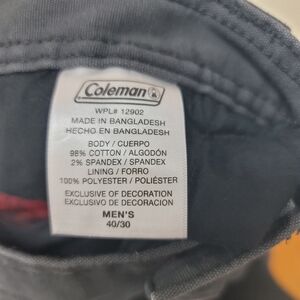 Coleman
WPL# 12902
MADE IN BANGLADESH
HECHO EN BANGLADESH
BODY / CUERPO
98% COTTON / ALGODÓN
2% SPANDEX / SPANDEX
LINING / FORRO
100% POLYESTER / POLIÉSTER
EXCLUSIVE OF DECORATION
EXCLUSIVO DE DECORACION
MEN'S
40/30